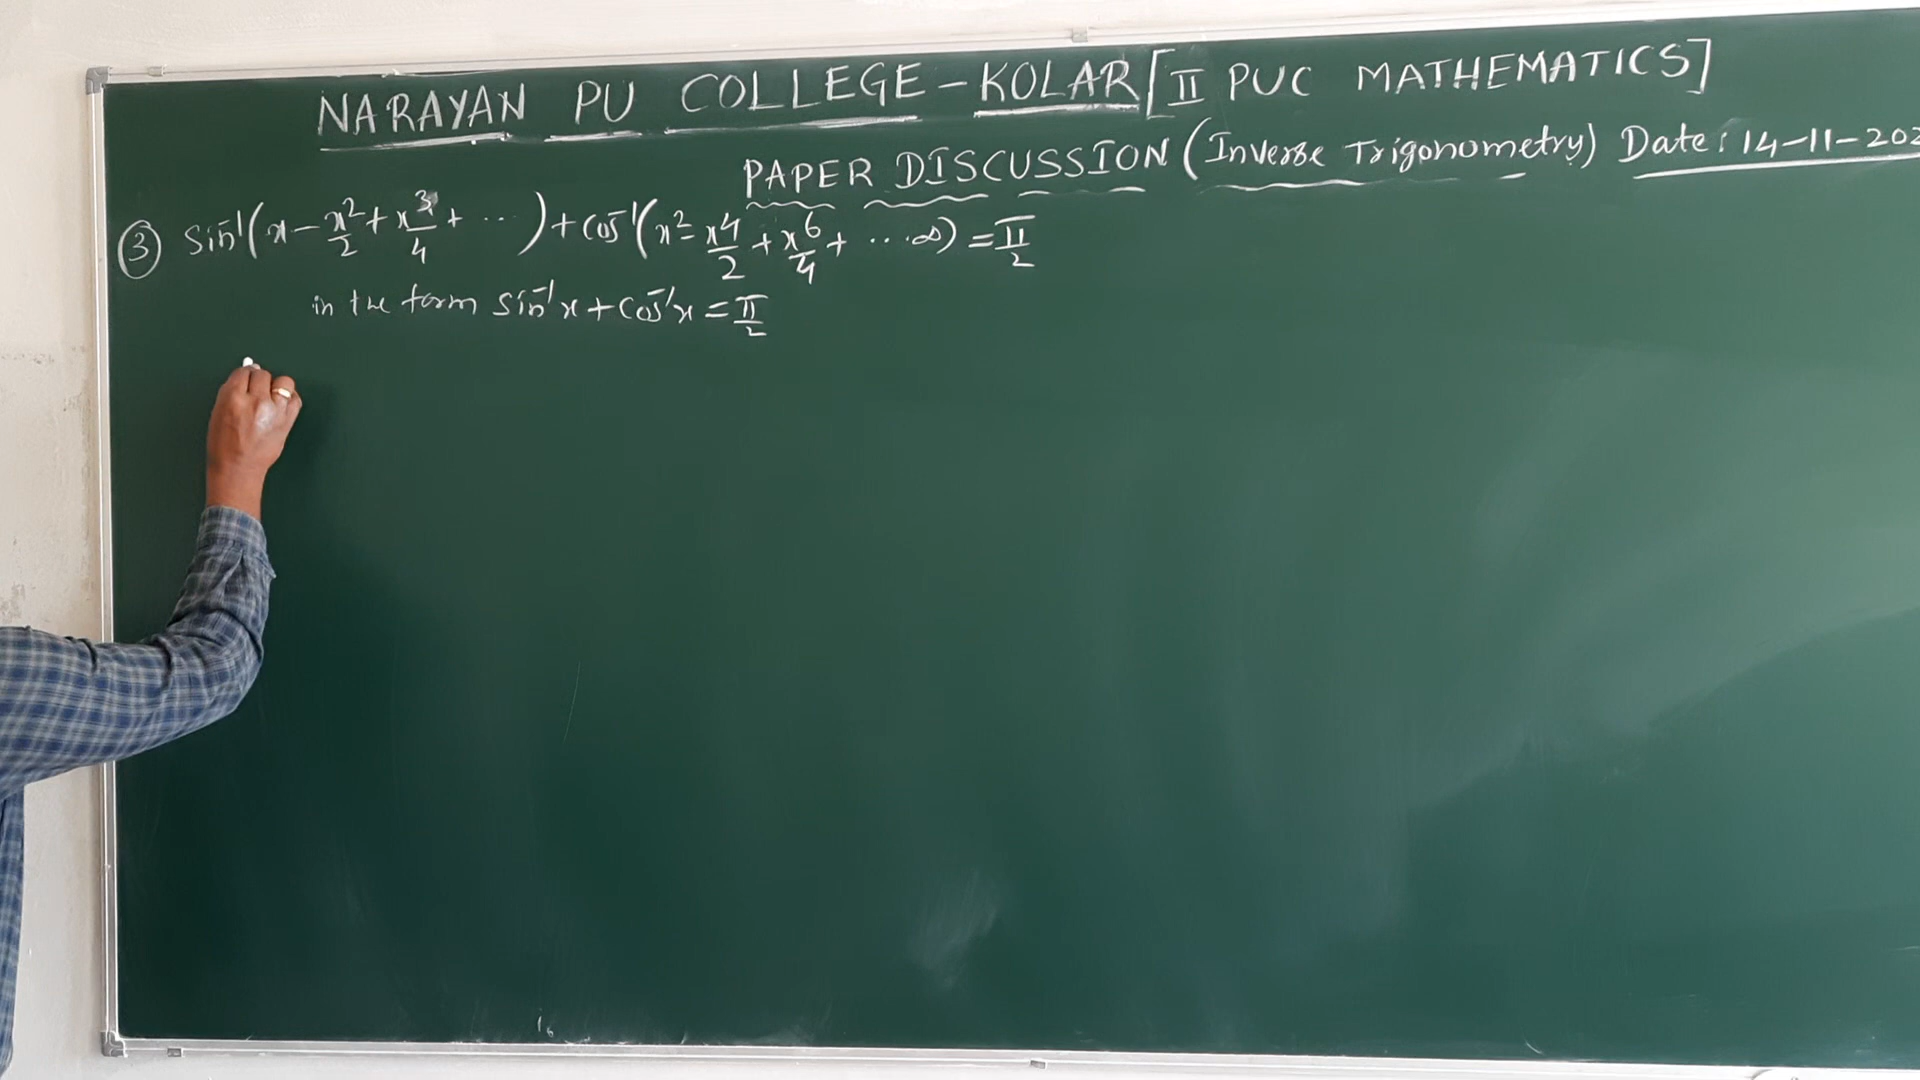 NARAYAN PU COLLEGE - KOLAR [II PUC MATHEMATICS]
PAPER DISCUSSION (Inverse Trigonometry) Date: 14-11-202
③ Sin⁻¹(x - x²/2 + x³/4 + ...) + Cos⁻¹(x² - x⁴/2 + x⁶/4 + ...∞) = π/2
in the form Sin⁻¹x + Cos⁻¹x = π/2